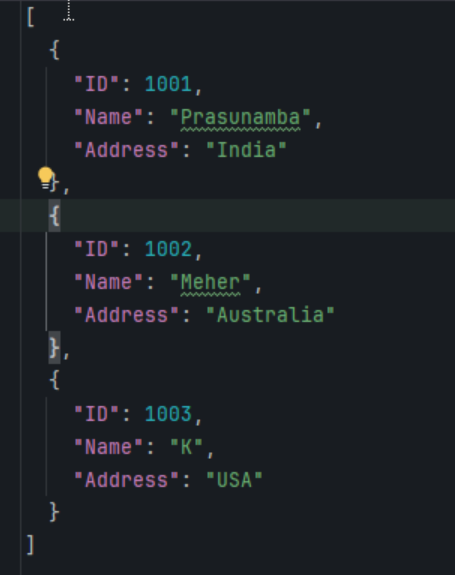 [
  {
    "ID": 1001,
    "Name": "Prasunamba",
    "Address": "India"
  },
  {
    "ID": 1002,
    "Name": "Meher",
    "Address": "Australia"
  },
  {
    "ID": 1003,
    "Name": "K",
    "Address": "USA"
  }
]